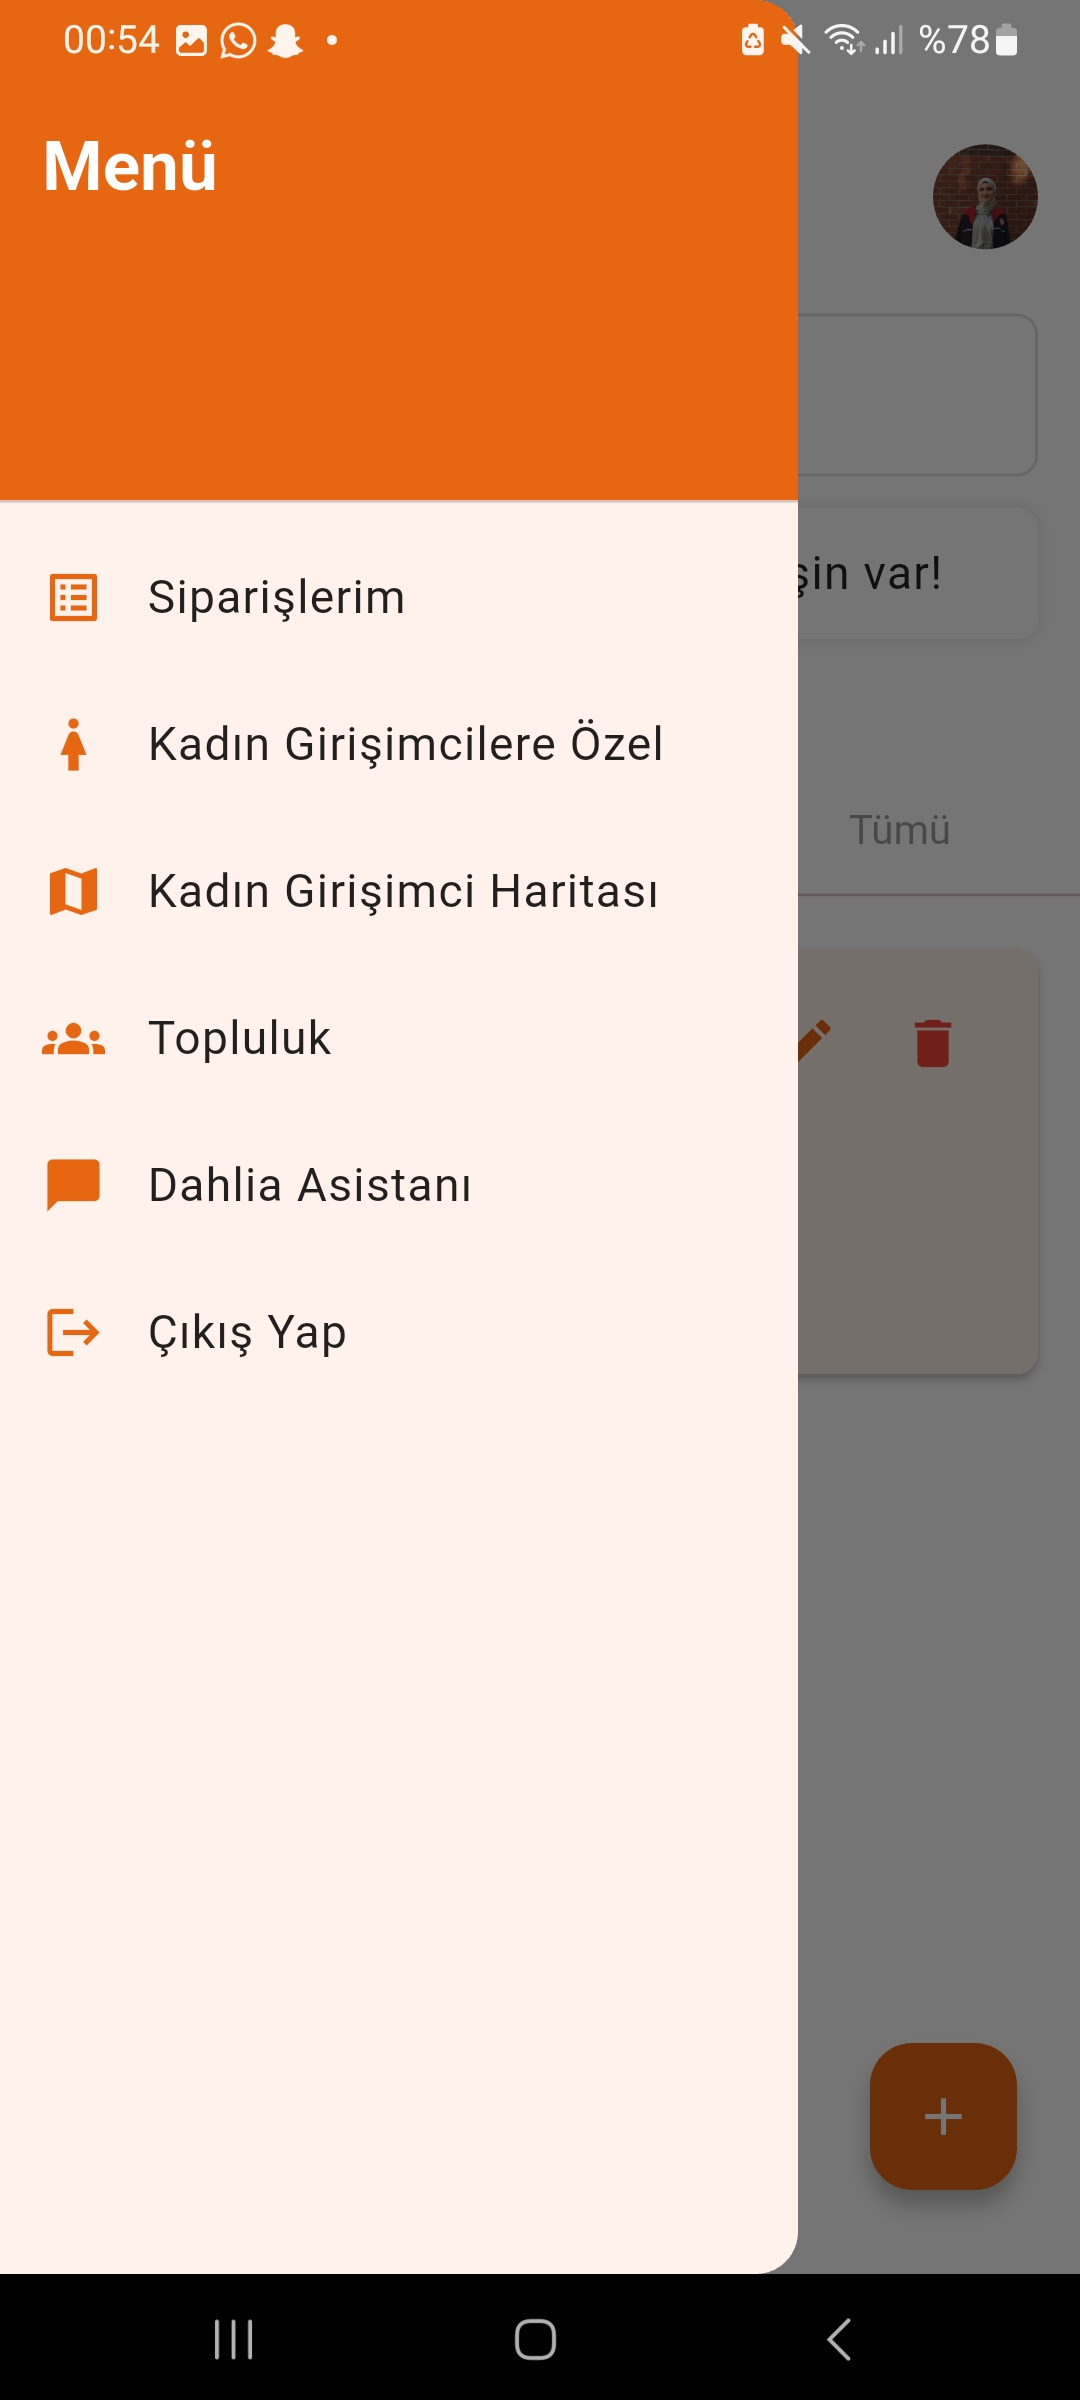 00:54
%78
Menü
şin var!
Siparişlerim
Kadın Girişimcilere Özel
Tümü
Kadın Girişimci Haritası
Topluluk
Dahlia Asistanı
Çıkış Yap